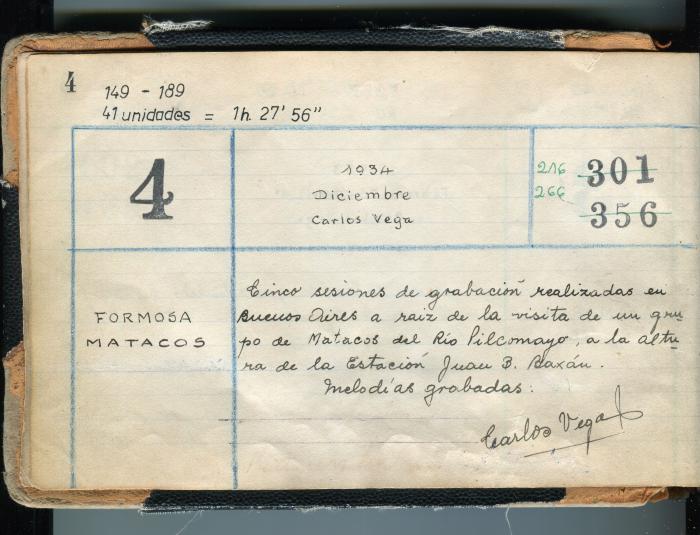 4
149 - 189
41 unidades = 1h. 27' 56"
4
1934
Diciembre
Carlos Vega
216 301
266 356
FORMOSA
MATACOS
Cinco sesiones de grabación realizadas en
Buenos Aires a raíz de la visita de un gru
po de Matacos del Río Pilcomayo, a la altu-
ra de la Estación Juan B. Baxán.
Melodías grabadas:
Carlos Vega